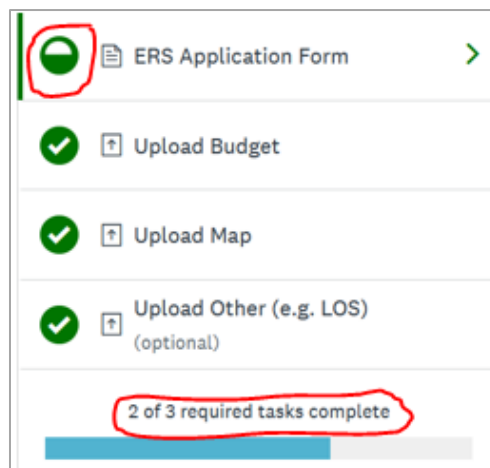 ERS Application Form
Upload Budget
Upload Map
Upload Other (e.g. LOS)
(optional)
2 of 3 required tasks complete